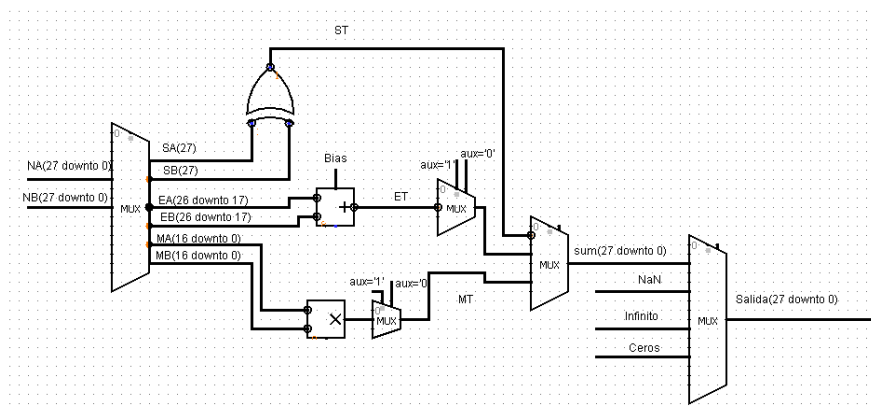 ST
SA(27)
SB(27)
NA(27 downto 0)
NB(27 downto 0)
MUX
EA(26 downto 17)
EB(26 downto 17)
MA(16 downto 0)
MB(16 downto 0)
Bias
+
ET
aux='1'
aux='0'
MUX
×
aux='1'
aux='0
MUX
MT
MUX
sum(27 downto 0)
NaN
Infinito
Ceros
MUX
Salida(27 downto 0)